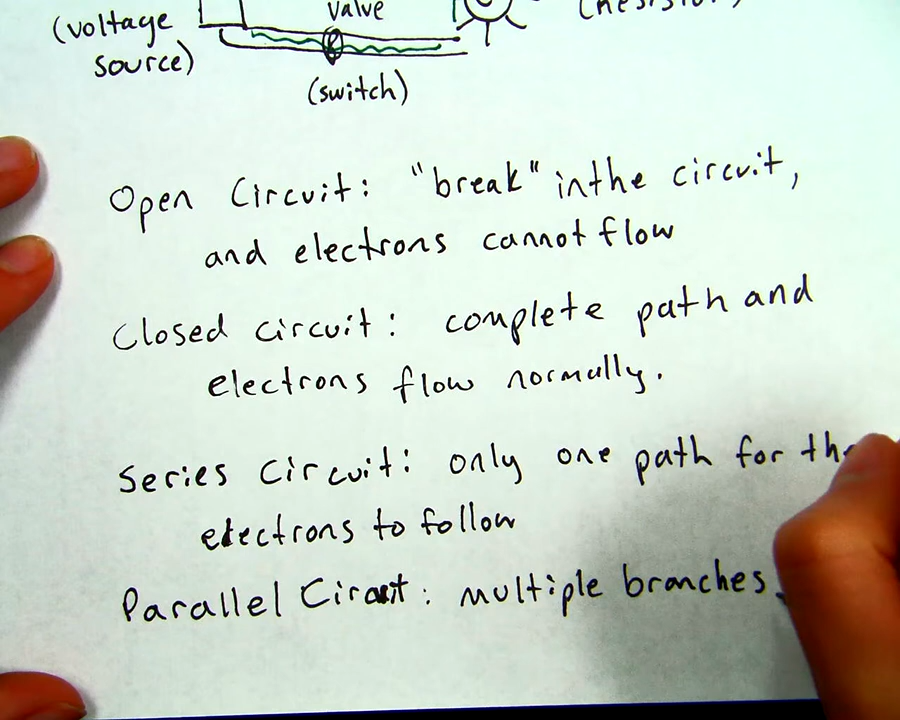 valve
(voltage
source)
(switch)
Open Circuit: "break" in the circuit,
and electrons cannot flow
Closed circuit: complete path and
electrons flow normally.
Series Circuit: only one path for the
electrons to follow
Parallel Circuit: multiple branches